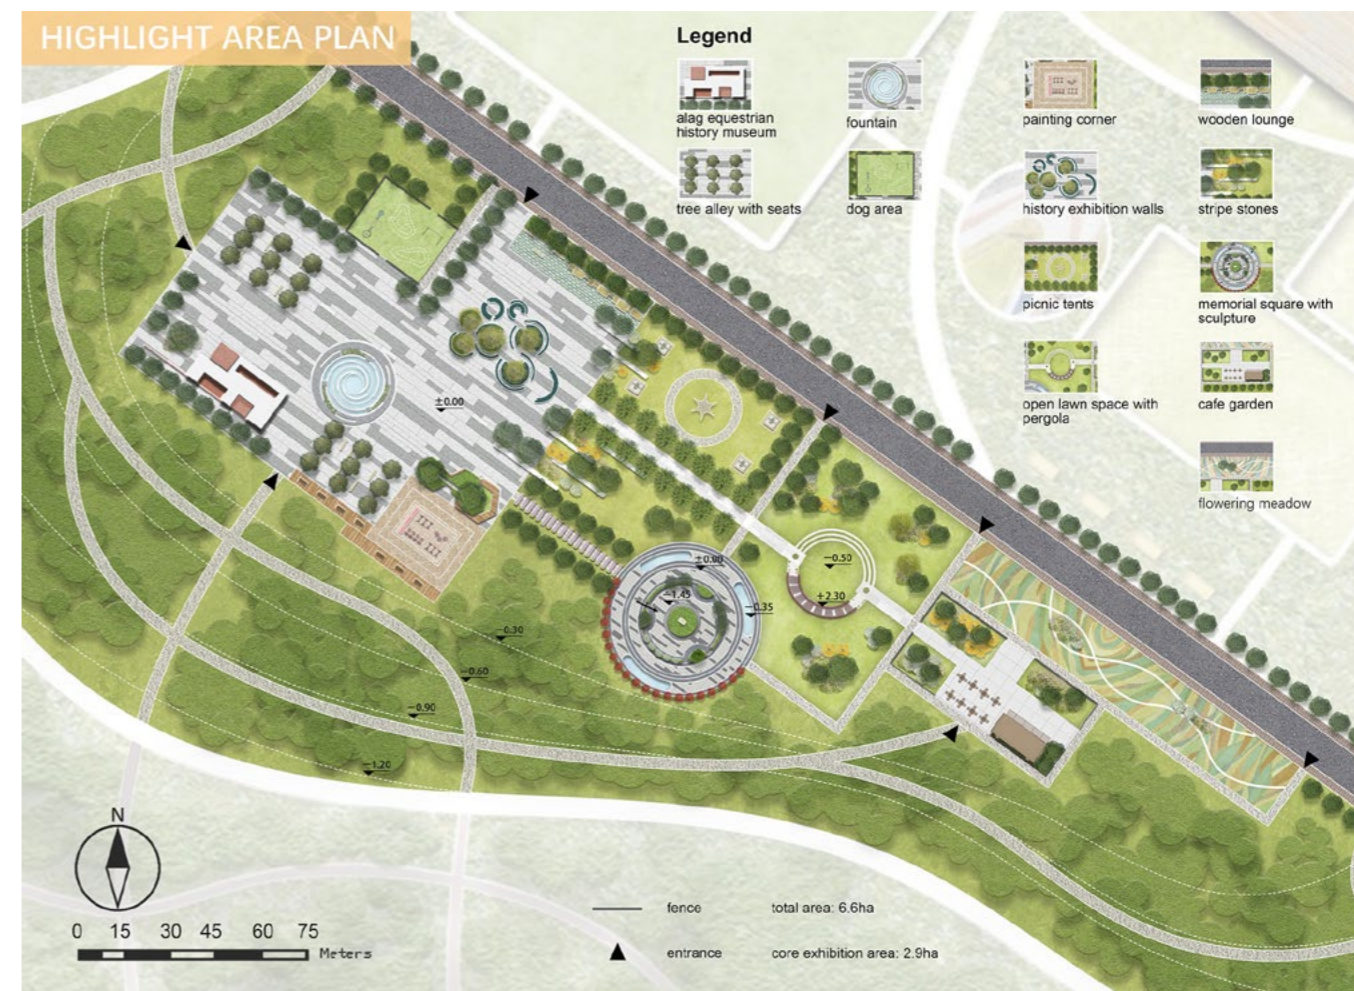 HIGHLIGHT AREA PLAN
Legend
alag equestrian
history museum
fountain
painting corner
wooden lounge
tree alley with seats
dog area
history exhibition walls
stripe stones
picnic tents
memorial square with
sculpture
open lawn space with
pergola
cafe garden
flowering meadow
±0.00
±0.00
-1.45
-0.35
-0.50
+2.30
-0.30
-0.60
-0.90
-1.20
N
0 15 30 45 60 75
Meters
fence
total area: 6.6ha
entrance
core exhibition area: 2.9ha